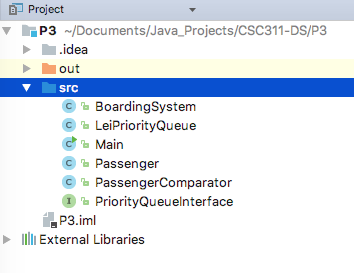 Project
P3 ~/Documents/Java_Projects/CSC311-DS/P3
.idea
out
src
C BoardingSystem
C LeiPriorityQueue
C Main
C Passenger
C PassengerComparator
I PriorityQueueInterface
P3.iml
External Libraries